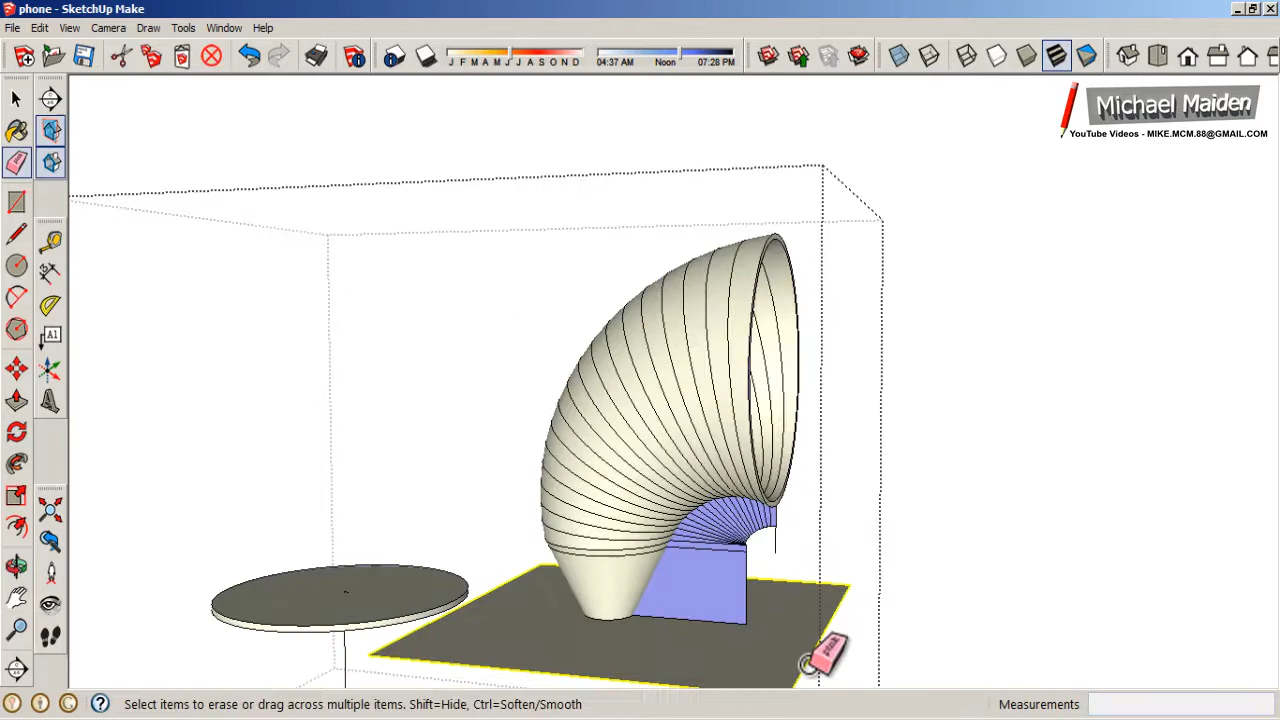 phone - SketchUp Make
File Edit View Camera Draw Tools Window Help
J F M A M J J A S O N D
04:37 AM Noon 07:28 PM
Michael Maiden
YouTube Videos - MIKE.MCM.88@GMAIL.COM
A1
Select items to erase or drag across multiple items. Shift=Hide, Ctrl=Soften/Smooth
Measurements